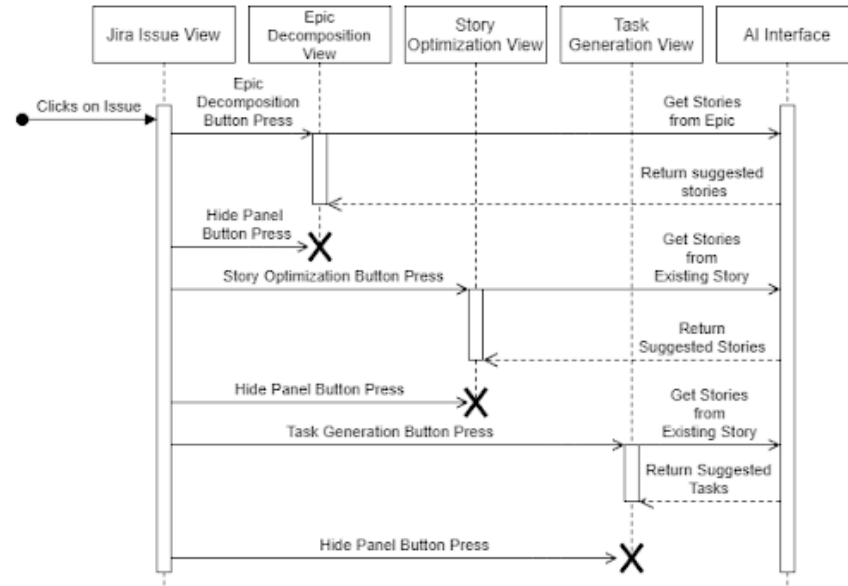 Jira Issue View
Epic
Decomposition
View
Story
Optimization View
Task
Generation View
AI Interface
Clicks on Issue
Epic
Decomposition
Button Press
Get Stories
from Epic
Return suggested
stories
Hide Panel
Button Press
Get Stories
from
Existing Story
Story Optimization Button Press
Return
Suggested Stories
Hide Panel Button Press
Get Stories
from
Existing Story
Task Generation Button Press
Return Suggested
Tasks
Hide Panel Button Press